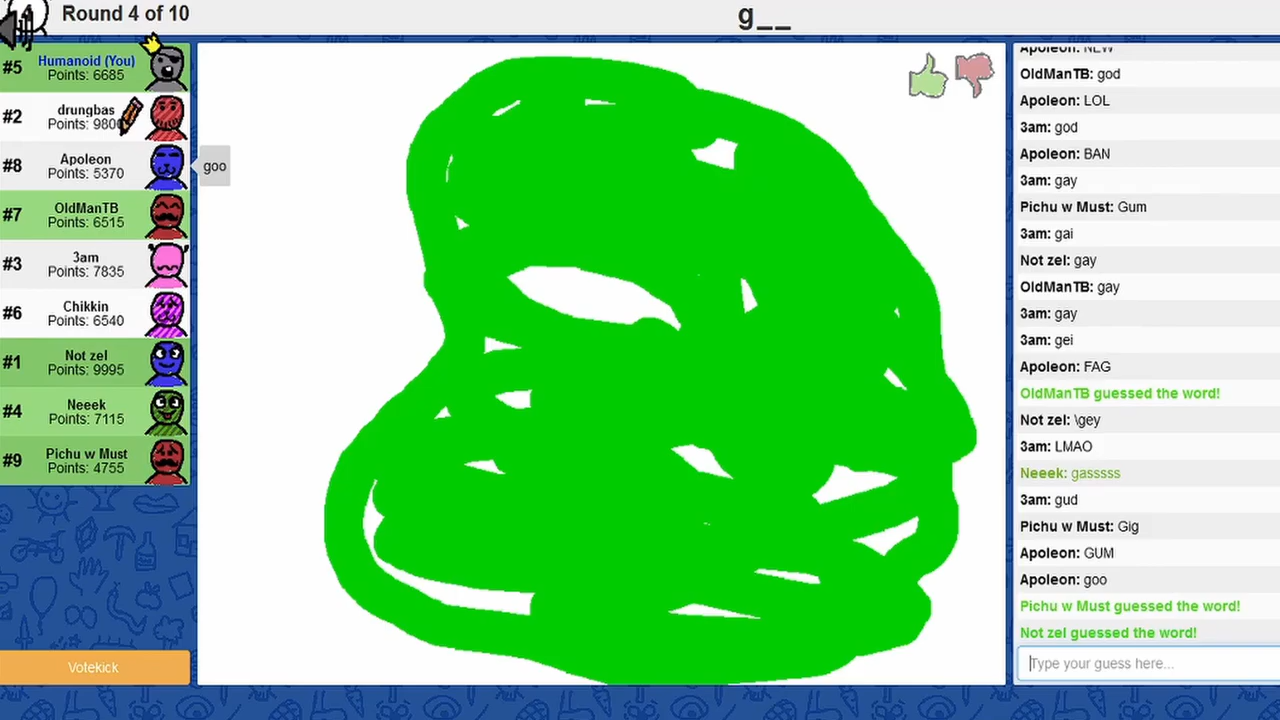 Round 4 of 10
g__
#5
Humanoid (You)
Points: 6685
#2
drungbas
Points: 980
#8
Apoleon
Points: 5370
goo
#7
OldManTB
Points: 6515
#3
3am
Points: 7835
#6
Chikkin
Points: 6540
#1
Not zel
Points: 9995
#4
Neeek
Points: 7115
#9
Pichu w Must
Points: 4755
Votekick
Apoleon: NEW
OldManTB: god
Apoleon: LOL
3am: god
Apoleon: BAN
3am: gay
Pichu w Must: Gum
3am: gai
Not zel: gay
OldManTB: gay
3am: gay
3am: gei
Apoleon: FAG
OldManTB guessed the word!
Not zel: \gey
3am: LMAO
Neeek: gasssss
3am: gud
Pichu w Must: Gig
Apoleon: GUM
Apoleon: goo
Pichu w Must guessed the word!
Not zel guessed the word!
Type your guess here...